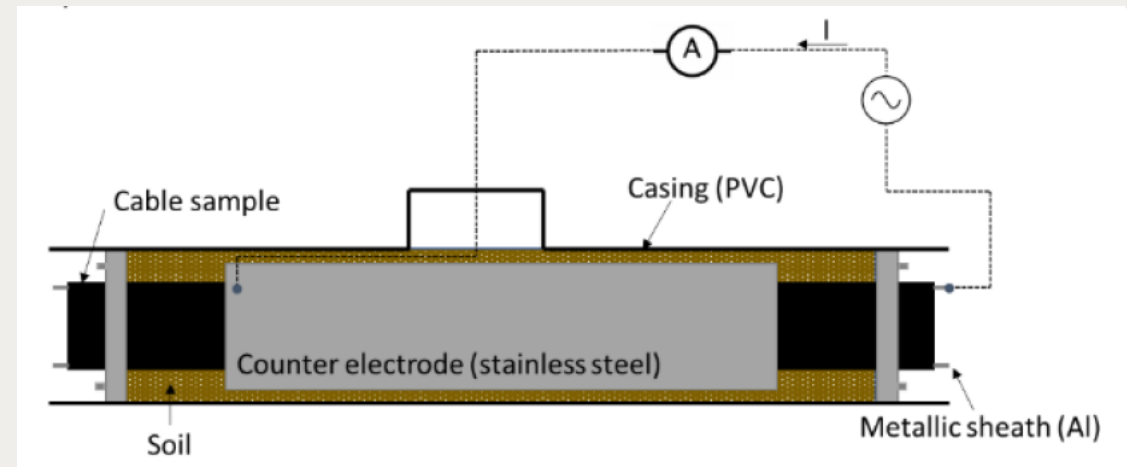 I
A
Cable sample
Casing (PVC)
Counter electrode (stainless steel)
Metallic sheath (Al)
Soil